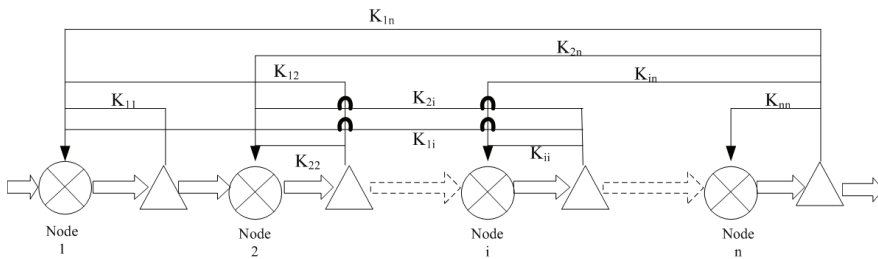 K1n
K2n
K12
Kin
K11
K2i
Knn
K1i
K22
Kii
Node
1
Node
2
Node
i
Node
n